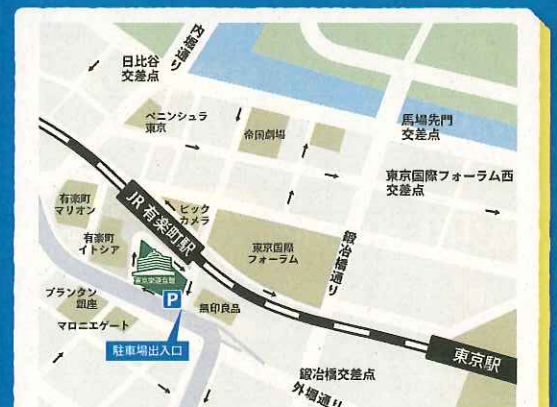 内堀通り
日比谷
交差点
ペニンシュラ
東京
帝国劇場
馬場先門
交差点
東京国際フォーラム西
交差点
有楽町
マリオン
ビック
カメラ
JR 有楽町駅
有楽町
イトシア
東京国際
フォーラム
鍛冶橋通り
東京交通会館
プランタン
銀座
P
無印良品
マロニエゲート
駐車場出入口
東京駅
鍛冶橋交差点
外堀通り